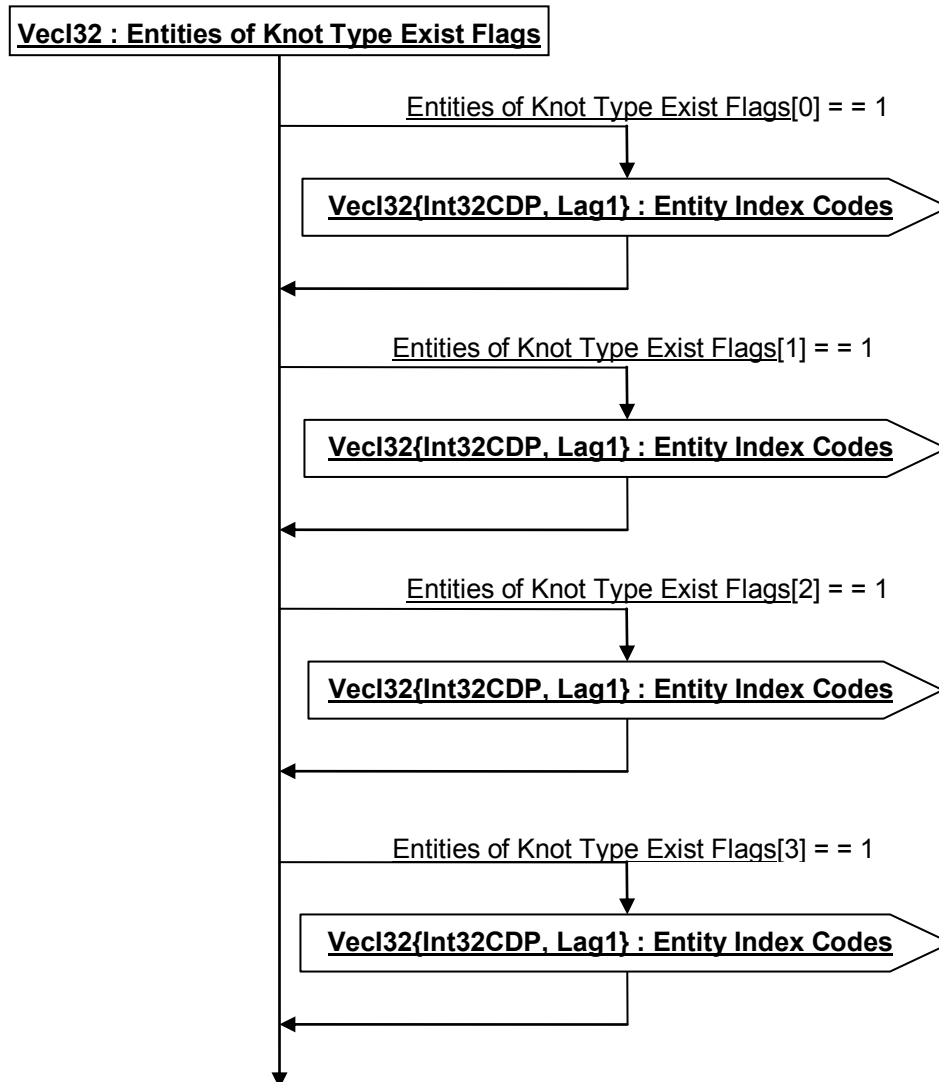 VecI32 : Entities of Knot Type Exist Flags
Entities of Knot Type Exist Flags[0] = = 1
VecI32{Int32CDP, Lag1} : Entity Index Codes
Entities of Knot Type Exist Flags[1] = = 1
VecI32{Int32CDP, Lag1} : Entity Index Codes
Entities of Knot Type Exist Flags[2] = = 1
VecI32{Int32CDP, Lag1} : Entity Index Codes
Entities of Knot Type Exist Flags[3] = = 1
VecI32{Int32CDP, Lag1} : Entity Index Codes